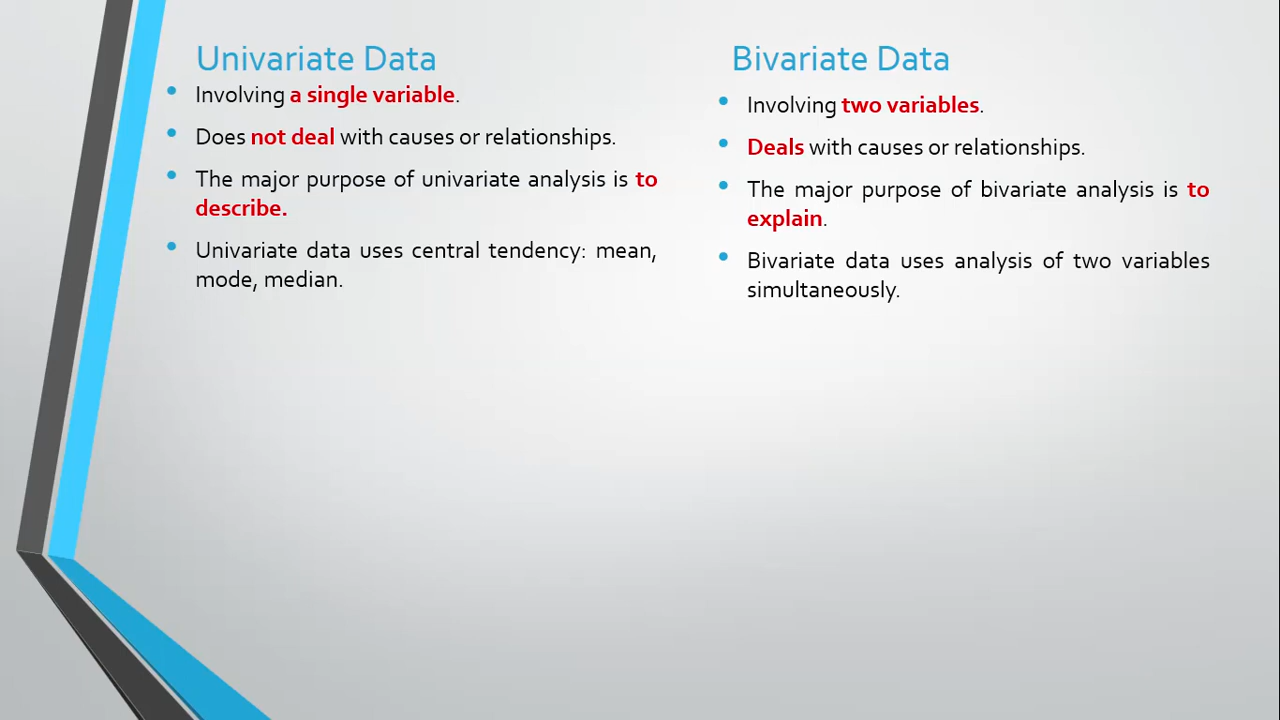 Univariate Data
• Involving a single variable.
• Does not deal with causes or relationships.
• The major purpose of univariate analysis is to
describe.
• Univariate data uses central tendency: mean,
mode, median.
Bivariate Data
• Involving two variables.
• Deals with causes or relationships.
• The major purpose of bivariate analysis is to
explain.
• Bivariate data uses analysis of two variables
simultaneously.